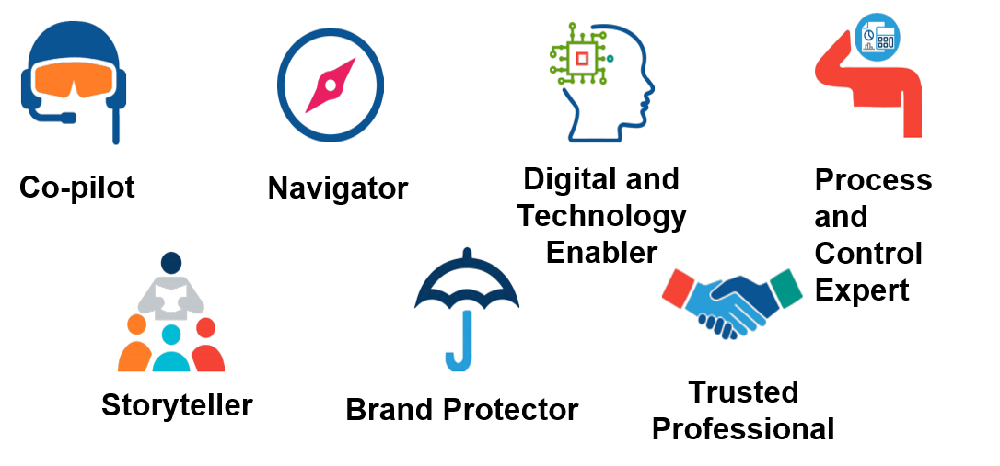 Co-pilot
Navigator
Digital and
Technology
Enabler
Process
and
Control
Expert
Storyteller
Brand Protector
Trusted
Professional